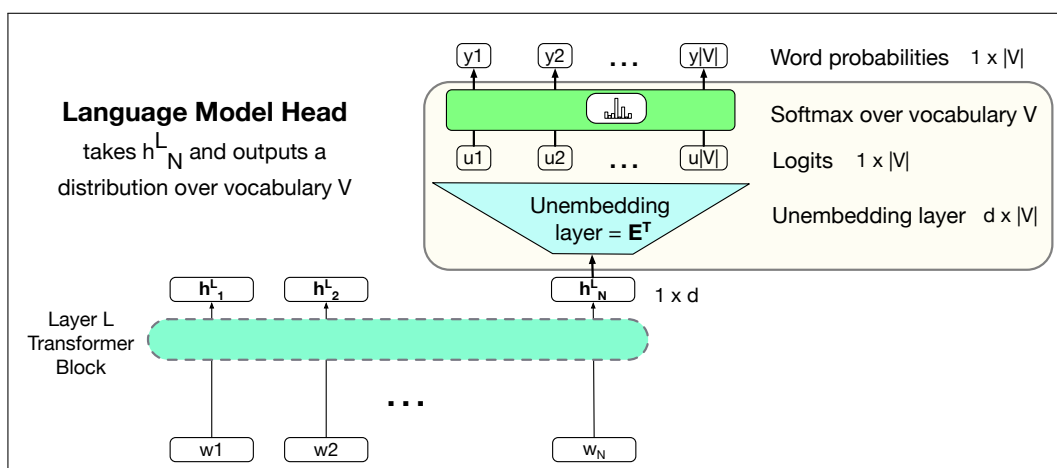 y1 y2 ... y|V| Word probabilities 1 x |V|
Language Model Head
takes h^L_N and outputs a
distribution over vocabulary V
Softmax over vocabulary V
u1 u2 ... u|V| Logits 1 x |V|
Unembedding
layer = E^T
Unembedding layer d x |V|
h^L_1 h^L_2 h^L_N 1 x d
Layer L
Transformer
Block
...
w1 w2 w_N